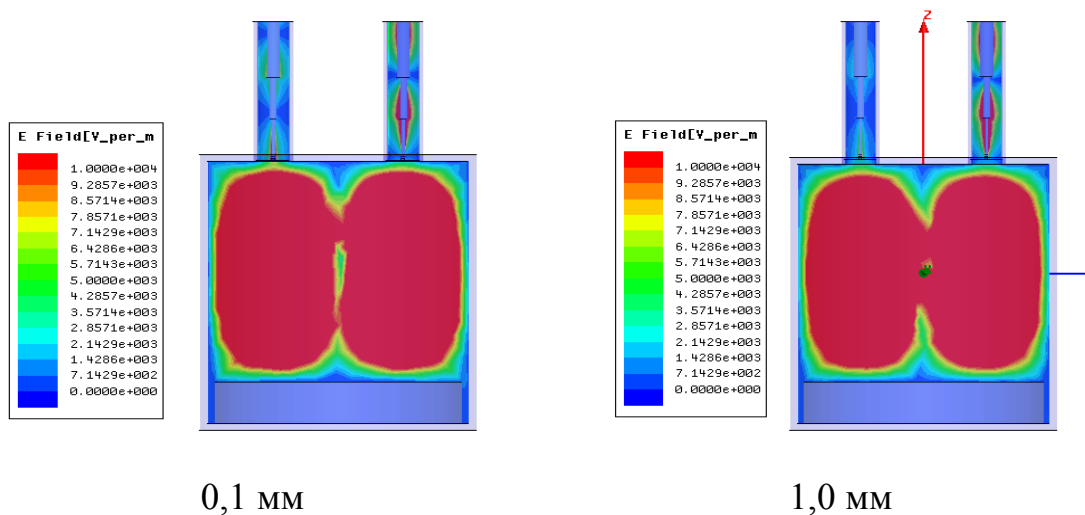 E Field[V_per_m
1.0000e+004
9.2857e+003
8.5714e+003
7.8571e+003
7.1429e+003
6.4286e+003
5.7143e+003
5.0000e+003
4.2857e+003
3.5714e+003
2.8571e+003
2.1429e+003
1.4286e+003
7.1429e+002
0.0000e+000
0,1 мм
z
E Field[V_per_m
1.0000e+004
9.2857e+003
8.5714e+003
7.8571e+003
7.1429e+003
6.4286e+003
5.7143e+003
5.0000e+003
4.2857e+003
3.5714e+003
2.8571e+003
2.1429e+003
1.4286e+003
7.1429e+002
0.0000e+000
1,0 мм